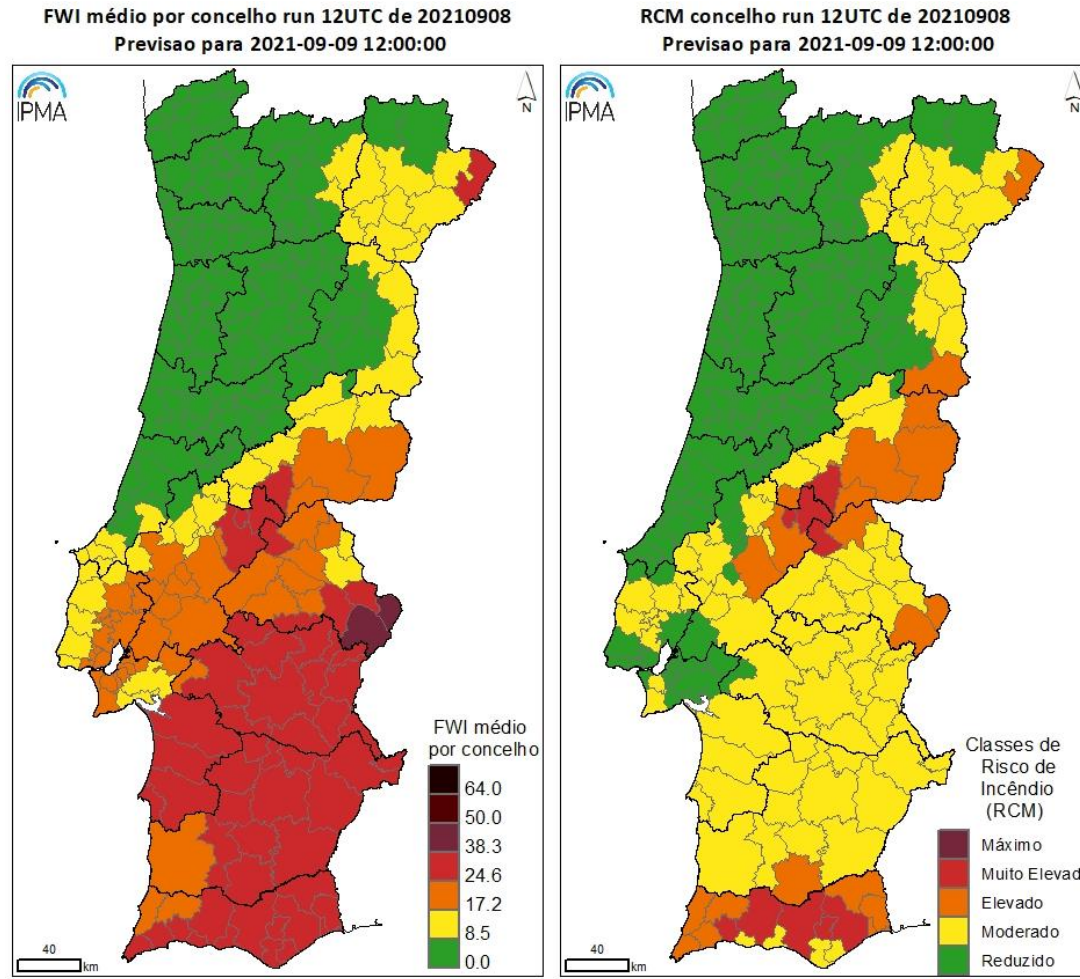 FWI médio por concelho run 12UTC de 20210908
Previsao para 2021-09-09 12:00:00
IPMA
N
FWI médio
por concelho
64.0
50.0
38.3
24.6
17.2
8.5
0.0
40
km
RCM concelho run 12UTC de 20210908
Previsao para 2021-09-09 12:00:00
IPMA
N
Classes de
Risco de
Incêndio
(RCM)
Máximo
Muito Elevad
Elevado
Moderado
Reduzido
40
km